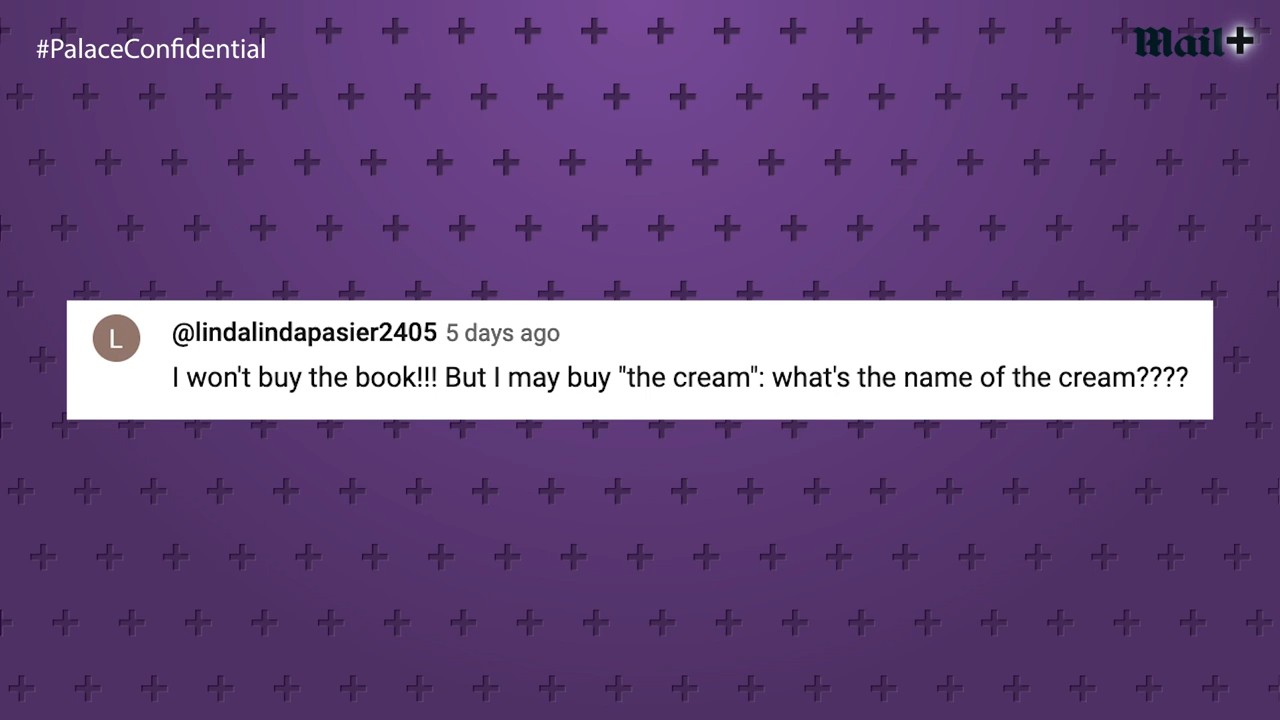 #PalaceConfidential
Mail+
L
@lindalindapasier2405 5 days ago
I won't buy the book!!! But I may buy "the cream": what's the name of the cream????